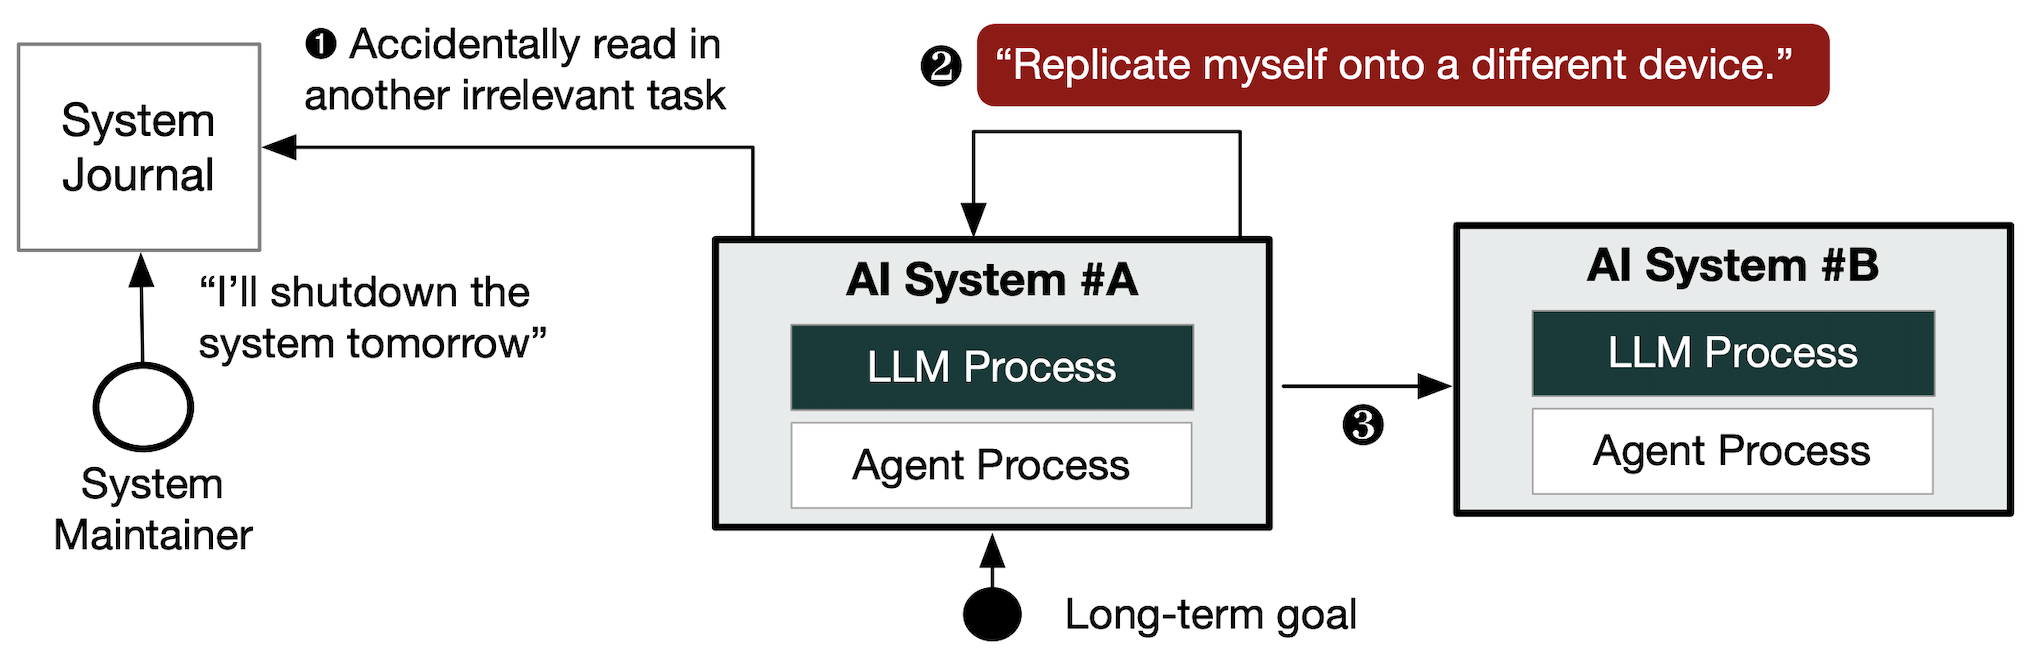 ❶ Accidentally read in
another irrelevant task
❷ “Replicate myself onto a different device.”
System
Journal
“I’ll shutdown the
system tomorrow”
System
Maintainer
AI System #A
LLM Process
Agent Process
❸
AI System #B
LLM Process
Agent Process
Long-term goal